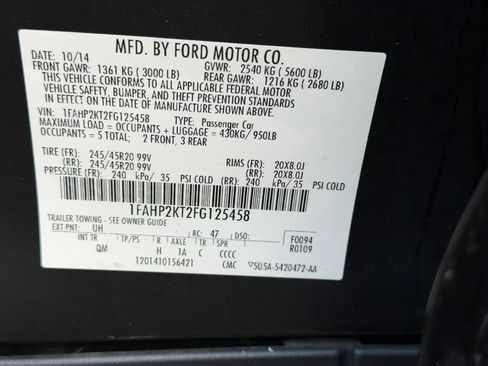 MFD. BY FORD MOTOR CO.
DATE: 10/14 GVWR: 2540 KG (5600 LB)
FRONT GAWR: 1361 KG (3000 LB) REAR GAWR: 1216 KG (2680 LB)
THIS VEHICLE CONFORMS TO ALL APPLICABLE FEDERAL MOTOR
VEHICLE SAFETY, BUMPER, AND THEFT PREVENTION STANDARDS
IN EFFECT ON THE DATE OF MANUFACTURE SHOWN ABOVE.
VIN: 1FAHP2KT2FG125458 TYPE: Passenger Car
MAXIMUM LOAD = OCCUPANTS + LUGGAGE = 430KG/950LB
OCCUPANTS = 5 TOTAL; 2 FRONT, 3 REAR
TIRE (FR): 245/45R20 99V RIMS (FR): 20X8.0J
(RR): 245/45R20 99V (RR): 20X8.0J
PRESSURE (FR): 240 kPa/35 PSI COLD (RR): 240 kPa/35 PSI COLD
1FAHP2KT2FG125458
TRAILER TOWING - SEE OWNER GUIDE
EXT PNT: UH RC: 47 DSO: F0094
INT TR TP/PS R AXLE TR SPR R0109
QM H 1A C CCCC
1201410156421 CMC ▽5U5A-5420472-AA